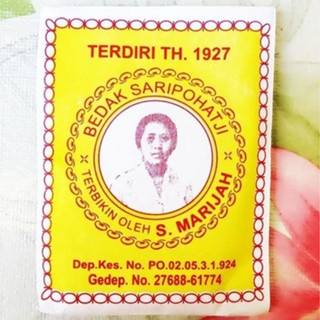 TERDIRI TH. 1927
BEDAK SARIPOHATJI
TERBIKIN OLEH S. MARIJAH
Dep.Kes. No. PO.02.05.3.1.924
Gedep. No. 27688-61774